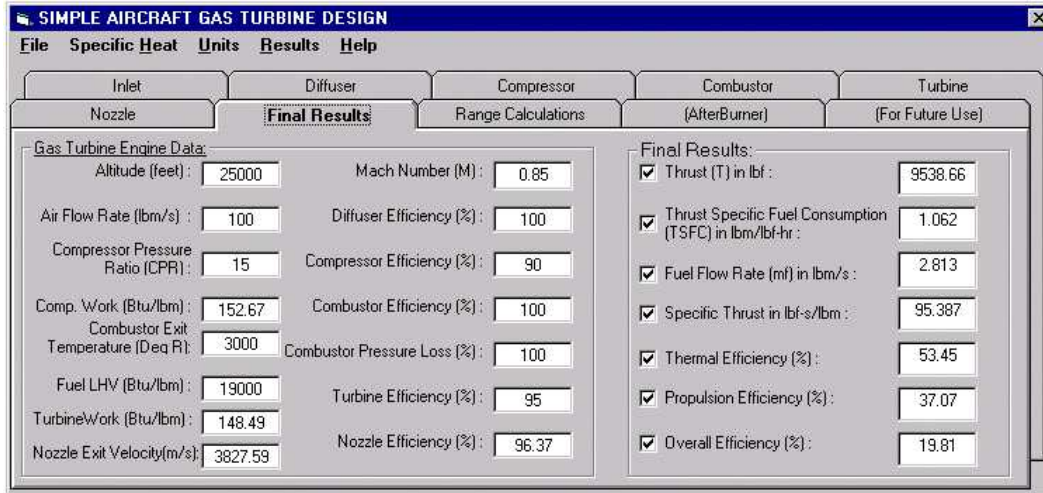 SIMPLE AIRCRAFT GAS TURBINE DESIGN
File Specific Heat Units Results Help
Inlet Diffuser Compressor Combustor Turbine
Nozzle Final Results Range Calculations (AfterBurner) (For Future Use)
Gas Turbine Engine Data:
Altitude (feet) : 25000
Air Flow Rate (lbm/s) : 100
Compressor Pressure
Ratio (CPR) : 15
Comp. Work (Btu/lbm) : 152.67
Combustor Exit
Temperature (Deg R): 3000
Fuel LHV (Btu/lbm) : 19000
TurbineWork (Btu/lbm) : 148.49
Nozzle Exit Velocity(m/s): 3827.59
Mach Number (M) : 0.85
Diffuser Efficiency (%) : 100
Compressor Efficiency (%) : 90
Combustor Efficiency (%) : 100
Combustor Pressure Loss (%) : 100
Turbine Efficiency (%) : 95
Nozzle Efficiency (%) : 96.37
Final Results:
Thrust (T) in lbf : 9538.66
Thrust Specific Fuel Consumption
(TSFC) in lbm/lbf-hr : 1.062
Fuel Flow Rate (mf) in lbm/s : 2.813
Specific Thrust in lbf-s/lbm : 95.387
Thermal Efficiency (%) : 53.45
Propulsion Efficiency (%) : 37.07
Overall Efficiency (%) : 19.81